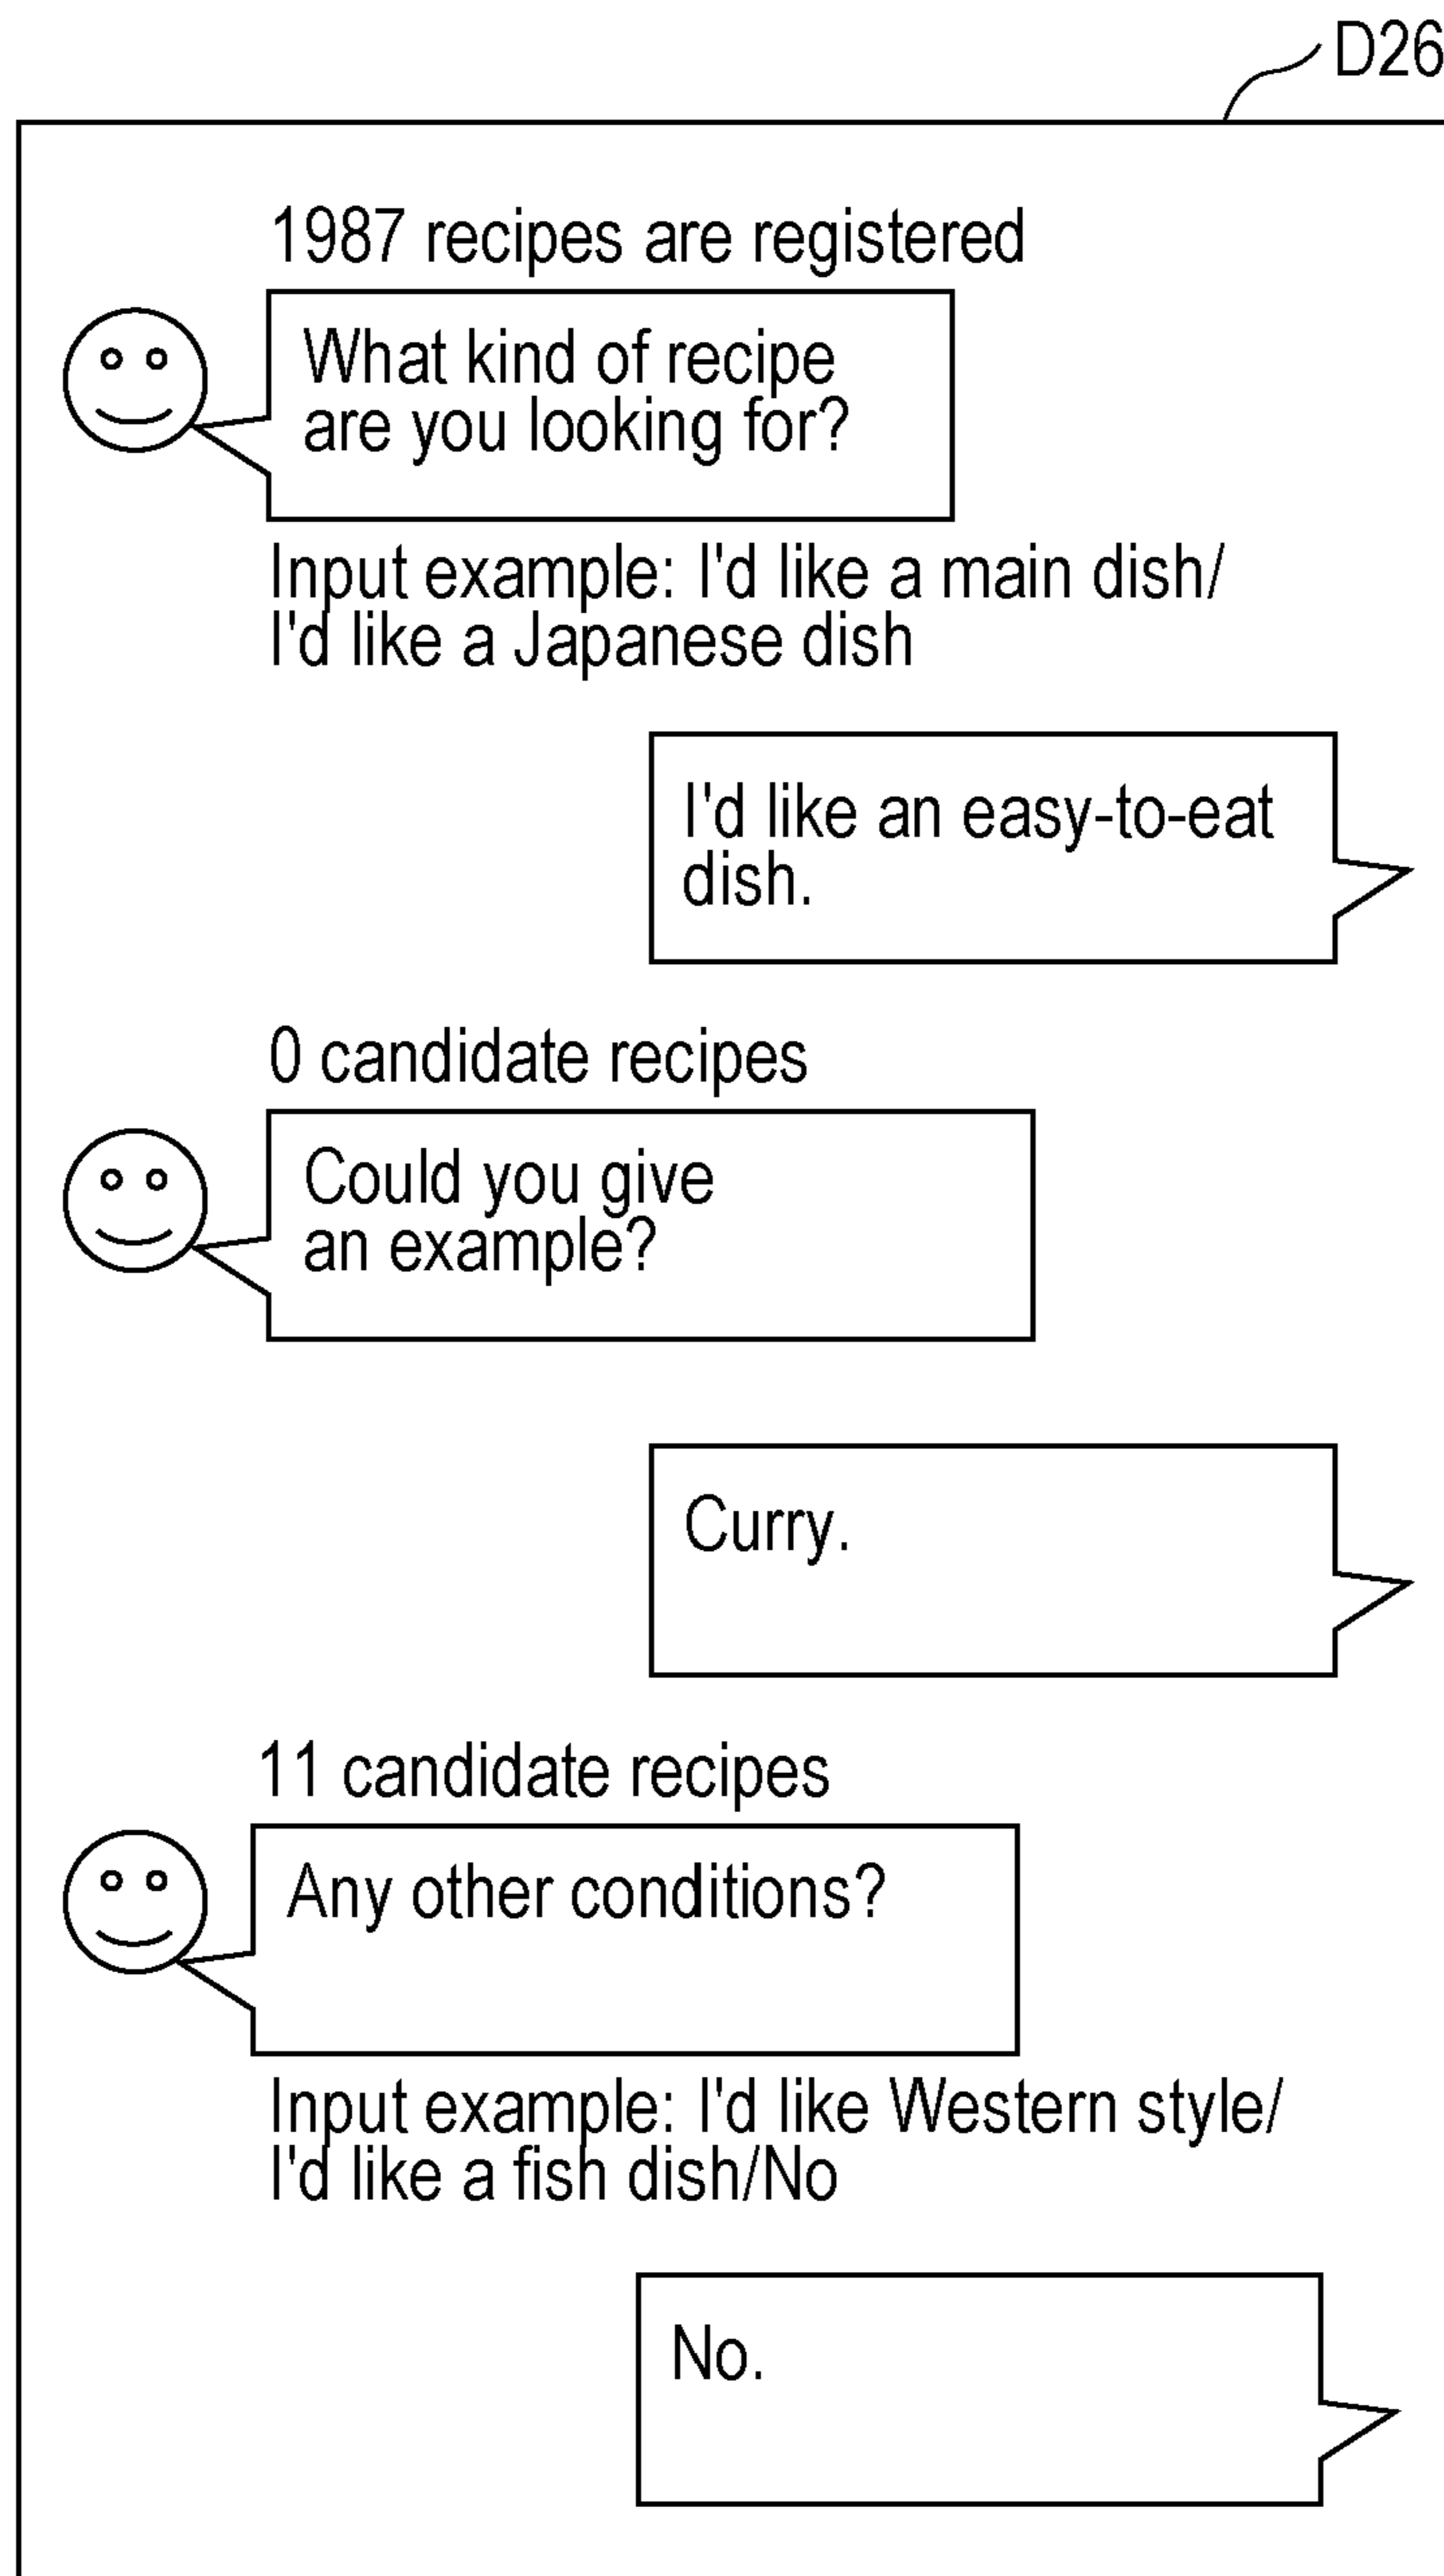 D26
1987 recipes are registered
What kind of recipe
are you looking for?
Input example: I'd like a main dish/
I'd like a Japanese dish
I'd like an easy-to-eat
dish.
0 candidate recipes
Could you give
an example?
Curry.
11 candidate recipes
Any other conditions?
Input example: I'd like Western style/
I'd like a fish dish/No
No.